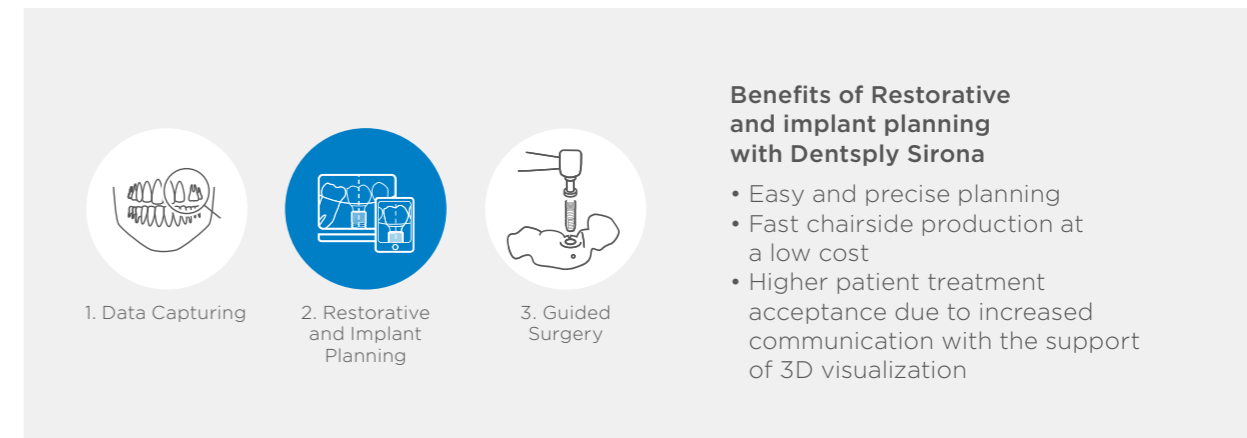 1. Data Capturing
2. Restorative
and Implant
Planning
3. Guided
Surgery
Benefits of Restorative
and implant planning
with Dentsply Sirona
• Easy and precise planning
• Fast chairside production at
a low cost
• Higher patient treatment
acceptance due to increased
communication with the support
of 3D visualization